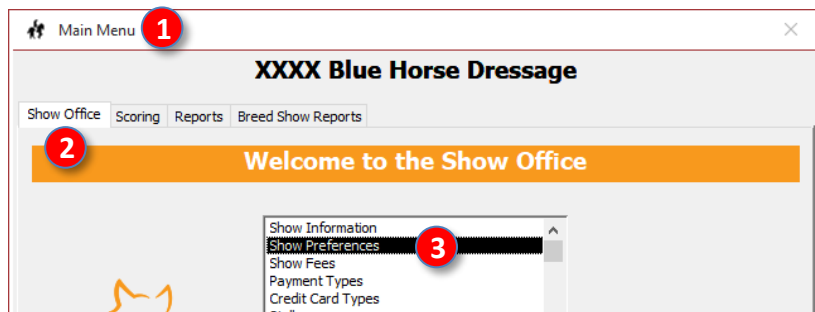 Main Menu 1
XXXX Blue Horse Dressage
Show Office Scoring Reports Breed Show Reports
2
Welcome to the Show Office
Show Information
Show Preferences 3
Show Fees
Payment Types
Credit Card Types